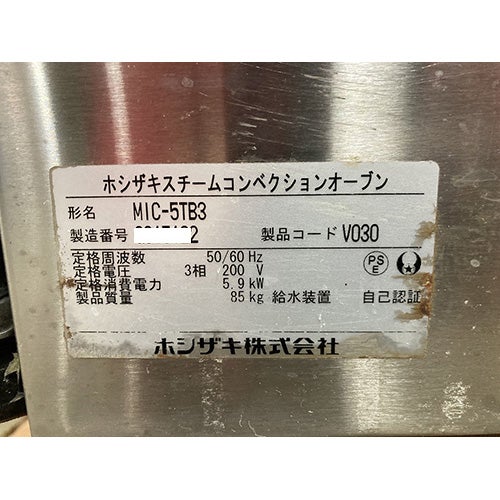 ホシザキスチームコンベクションオーブン
形名 MIC-5TB3
製造番号 製品コード V030
定格周波数 50/60 Hz
定格電圧 3相 200 V
定格消費電力 5.9 kW
製品質量 85 kg 給水装置 自己認証
PS
E
ホシザキ株式会社